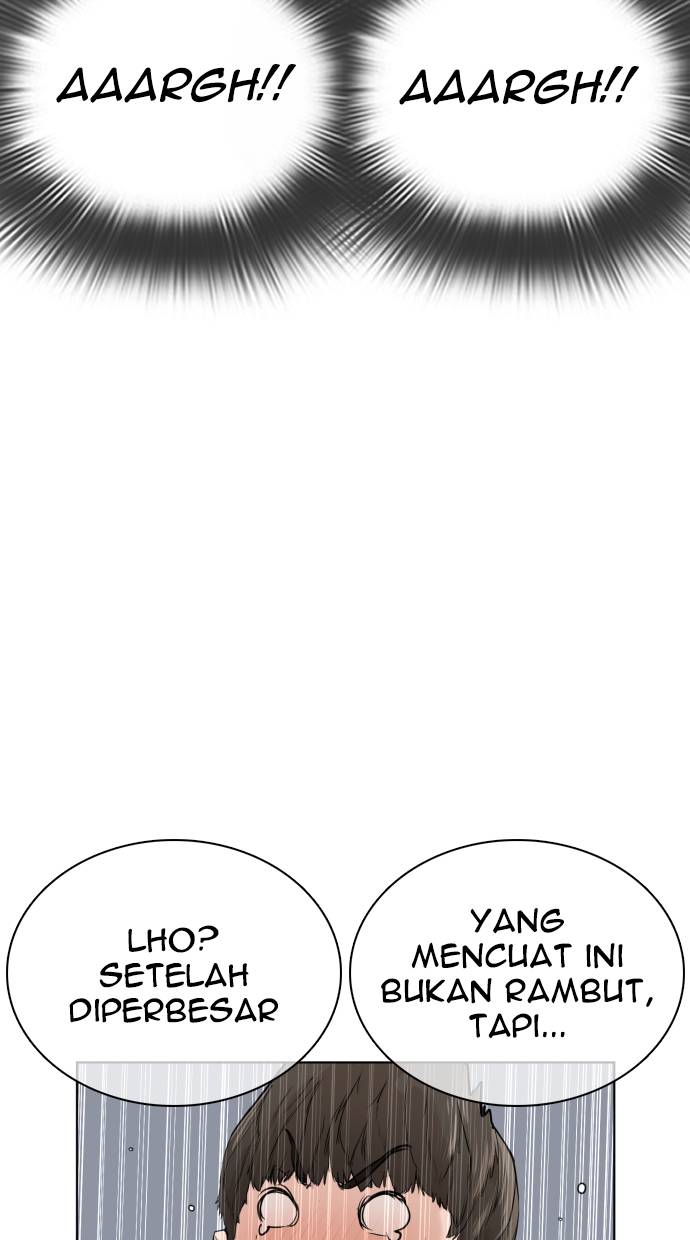 AAARGH!!
AAARGH!!
LHO?
SETELAH
DIPERBESAR
YANG
MENCUAT INI
BUKAN RAMBUT,
TAPI...